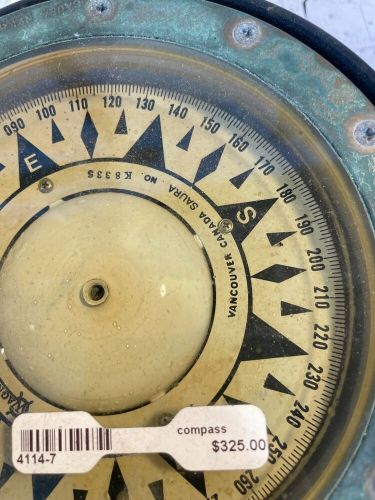 VANCOUVER CANADA SAURA NO. K8335
090 100 110 120 130 140 150 160 170 180 190 200 210 220 230 240 250 260
E
S
compass
$325.00
4114-7